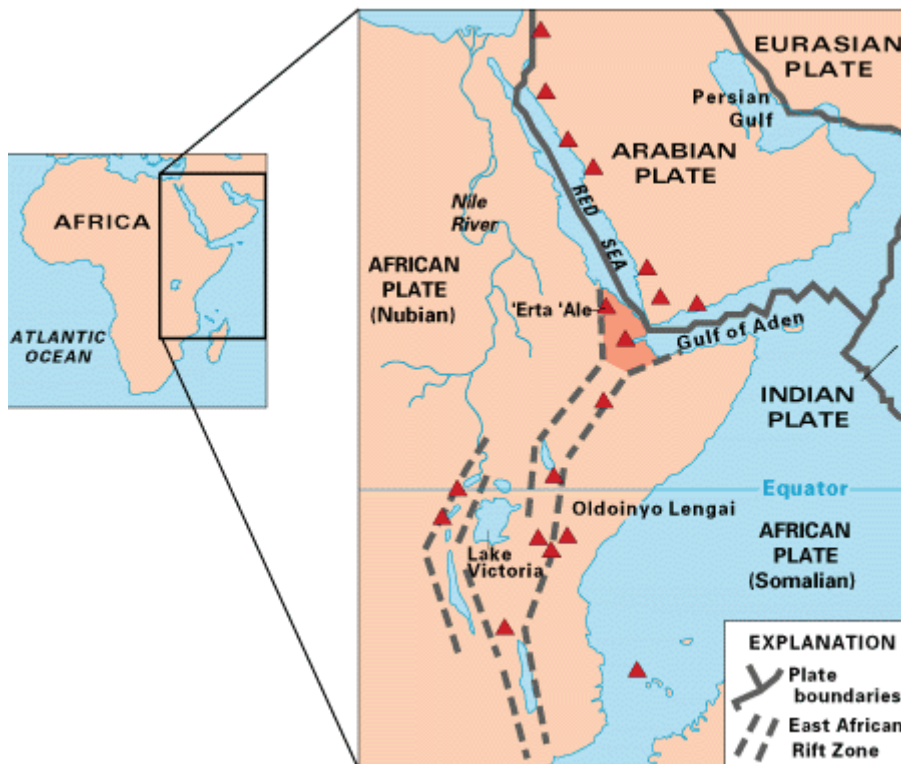 AFRICA
ATLANTIC
OCEAN
EURASIAN
PLATE
Persian
Gulf
ARABIAN
PLATE
RED
SEA
Nile
River
AFRICAN
PLATE
(Nubian)
'Erta 'Ale
Gulf of Aden
INDIAN
PLATE
Equator
Oldoinyo Lengai
Lake
Victoria
AFRICAN
PLATE
(Somalian)
EXPLANATION
Plate
boundaries
East African
Rift Zone